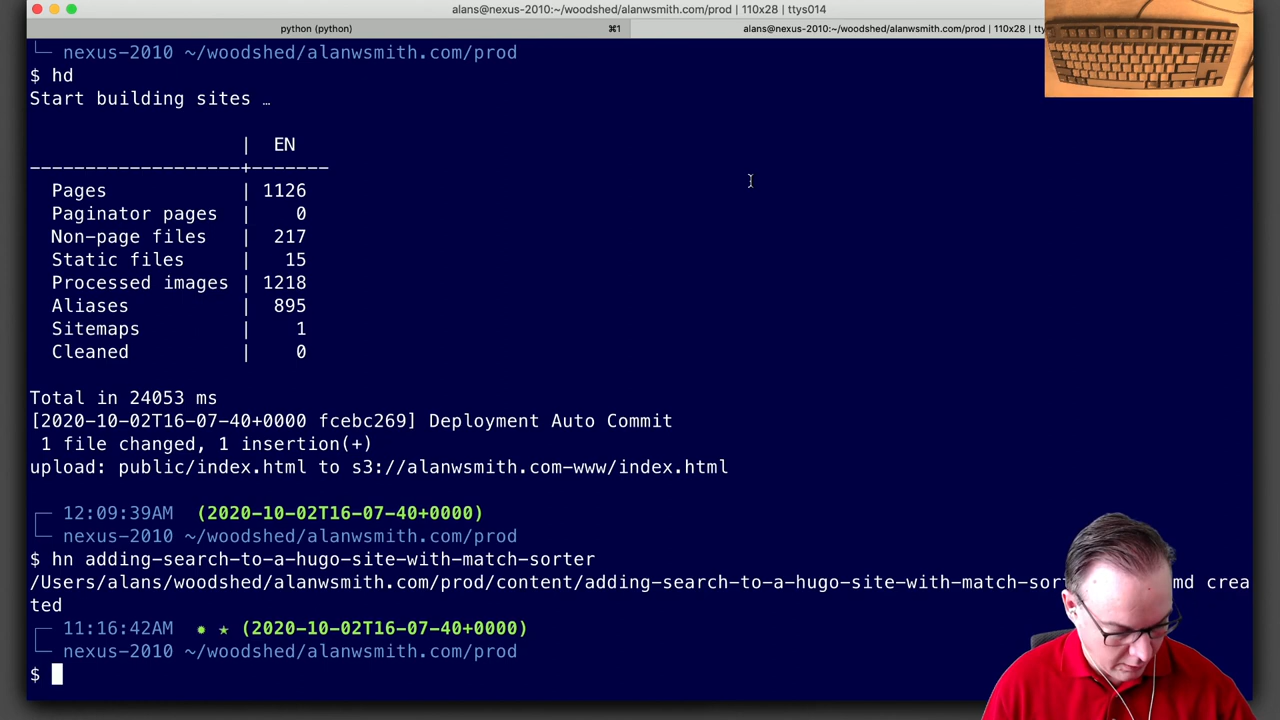 alans@nexus-2010:~/woodshed/alanwsmith.com/prod | 110x28 | ttys014
python (python) ⌘1 alans@nexus-2010:~/woodshed/alanwsmith.com/prod | 110x28 |
└─ nexus-2010 ~/woodshed/alanwsmith.com/prod
$ hd
Start building sites …
| EN
-------------------+-------
Pages | 1126
Paginator pages | 0
Non-page files | 217
Static files | 15
Processed images | 1218
Aliases | 895
Sitemaps | 1
Cleaned | 0
Total in 24053 ms
[2020-10-02T16-07-40+0000 fcebc269] Deployment Auto Commit
1 file changed, 1 insertion(+)
upload: public/index.html to s3://alanwsmith.com-www/index.html
┌─ 12:09:39AM (2020-10-02T16-07-40+0000)
└─ nexus-2010 ~/woodshed/alanwsmith.com/prod
$ hn adding-search-to-a-hugo-site-with-match-sorter
/Users/alans/woodshed/alanwsmith.com/prod/content/adding-search-to-a-hugo-site-with-match-sor md crea
ted
┌─ 11:16:42AM ✹ ★ (2020-10-02T16-07-40+0000)
└─ nexus-2010 ~/woodshed/alanwsmith.com/prod
$